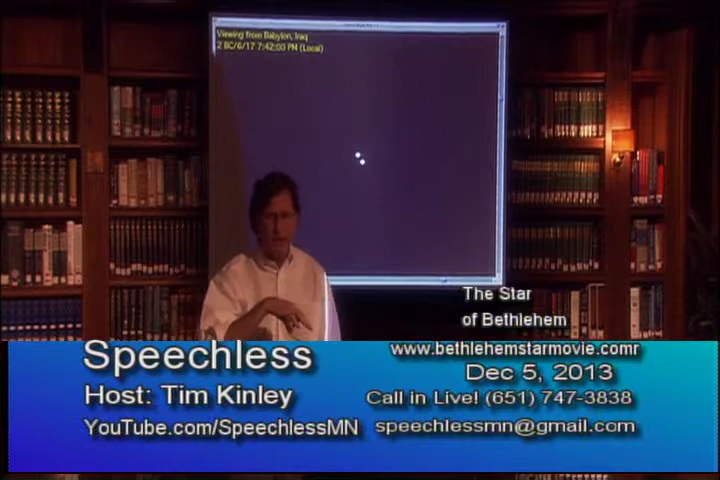 Viewing from Babylon, Iraq
2 BC/6/17 7:42:00 PM (Local)
The Star
of Bethlehem
Speechless
www.bethlehemstarmovie.comr
Dec 5, 2013
Host: Tim Kinley
Call in Live! (651) 747-3838
YouTube.com/SpeechlessMN
speechlessmn@gmail.com